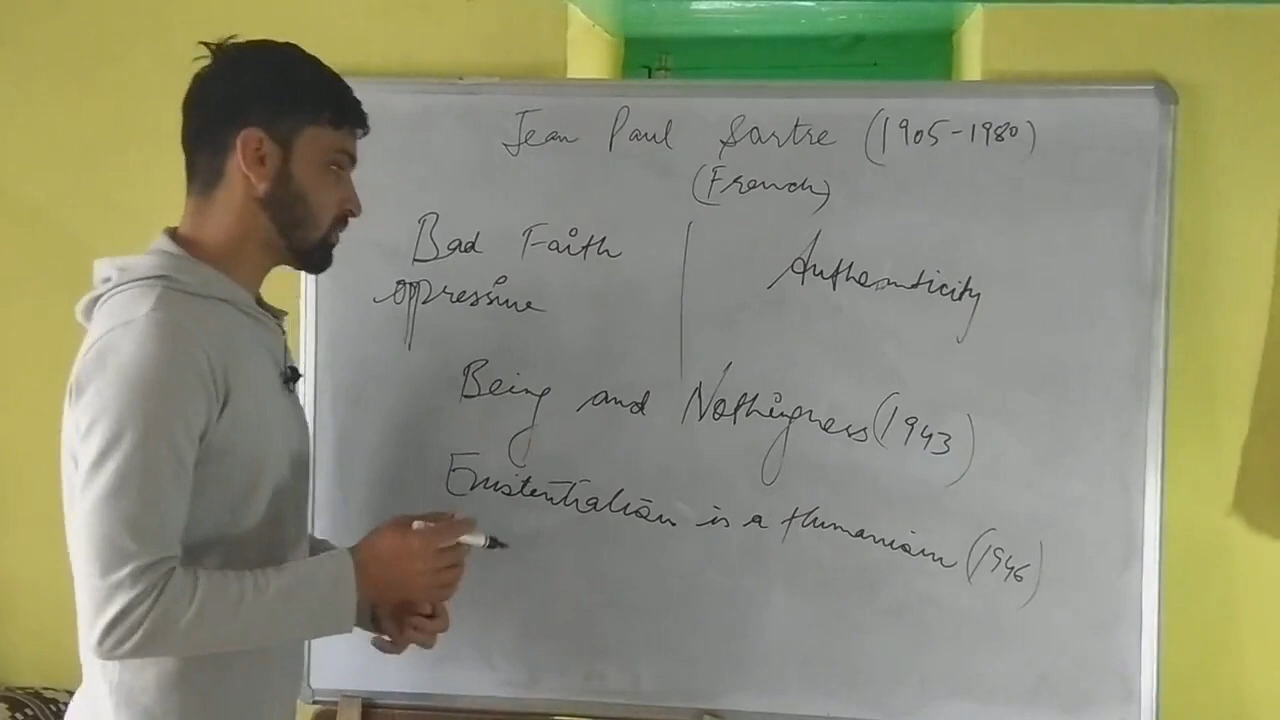 Jean Paul Sartre (1905-1980)
(French)
Bad Faith
oppressive
Authenticity
Being and Nothingness (1943)
Existentialism is a Humanism (1946)